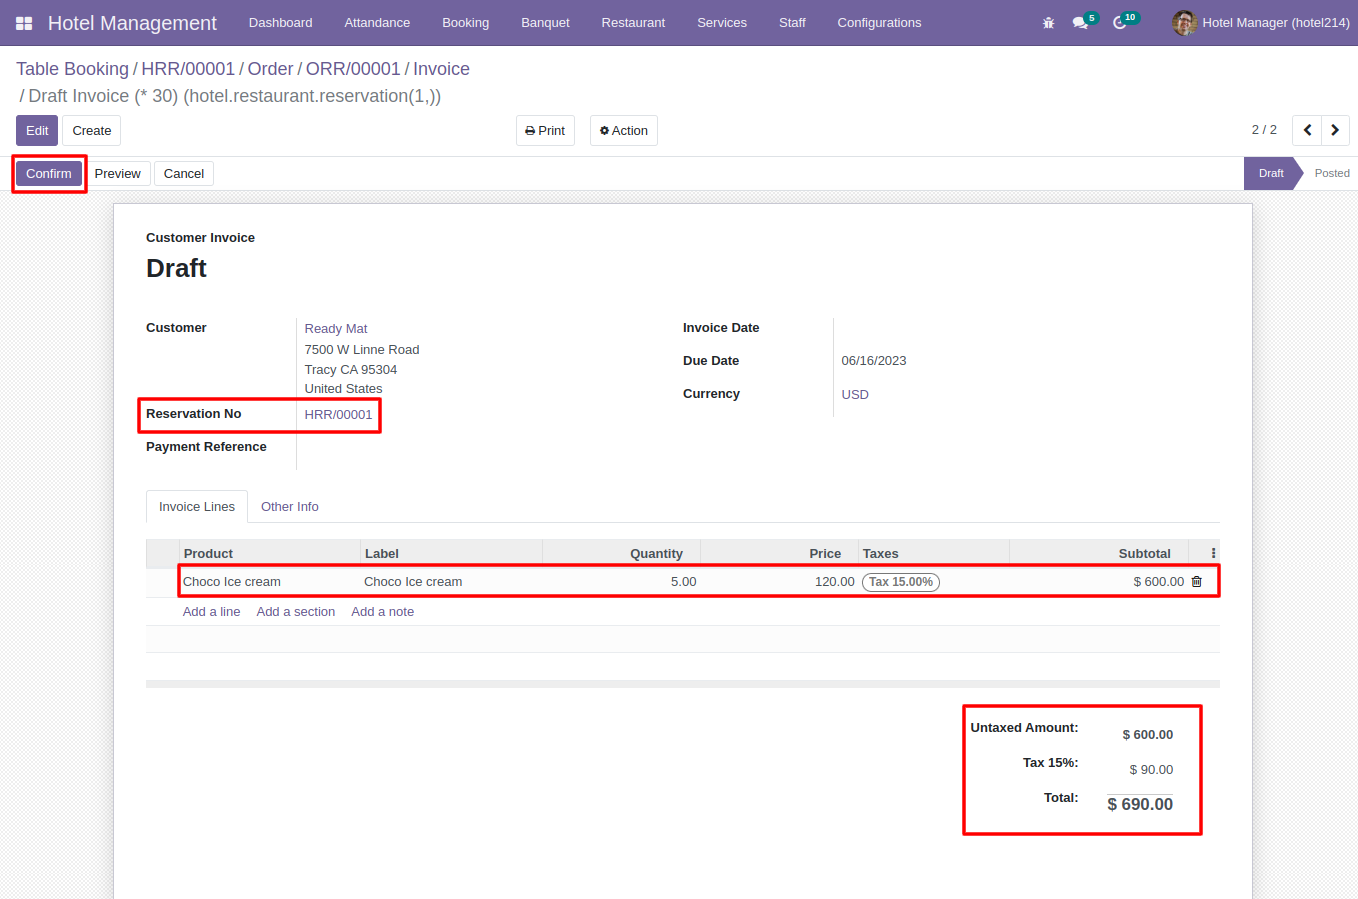 Hotel Management Dashboard Attandance Booking Banquet Restaurant Services Staff Configurations 5 10 Hotel Manager (hotel214)
Table Booking / HRR/00001 / Order / ORR/00001 / Invoice
/ Draft Invoice (* 30) (hotel.restaurant.reservation(1,))
Edit Create Print Action 2 / 2
Confirm Preview Cancel Draft Posted
Customer Invoice
Draft
Customer Ready Mat Invoice Date
7500 W Linne Road
Due Date 06/16/2023
Tracy CA 95304
United States
Currency USD
Reservation No HRR/00001
Payment Reference
Invoice Lines Other Info
Product Label Quantity Price Taxes Subtotal
Choco Ice cream Choco Ice cream 5.00 120.00 Tax 15.00% $ 600.00
Add a line Add a section Add a note
Untaxed Amount: $ 600.00
Tax 15%: $ 90.00
Total: $ 690.00